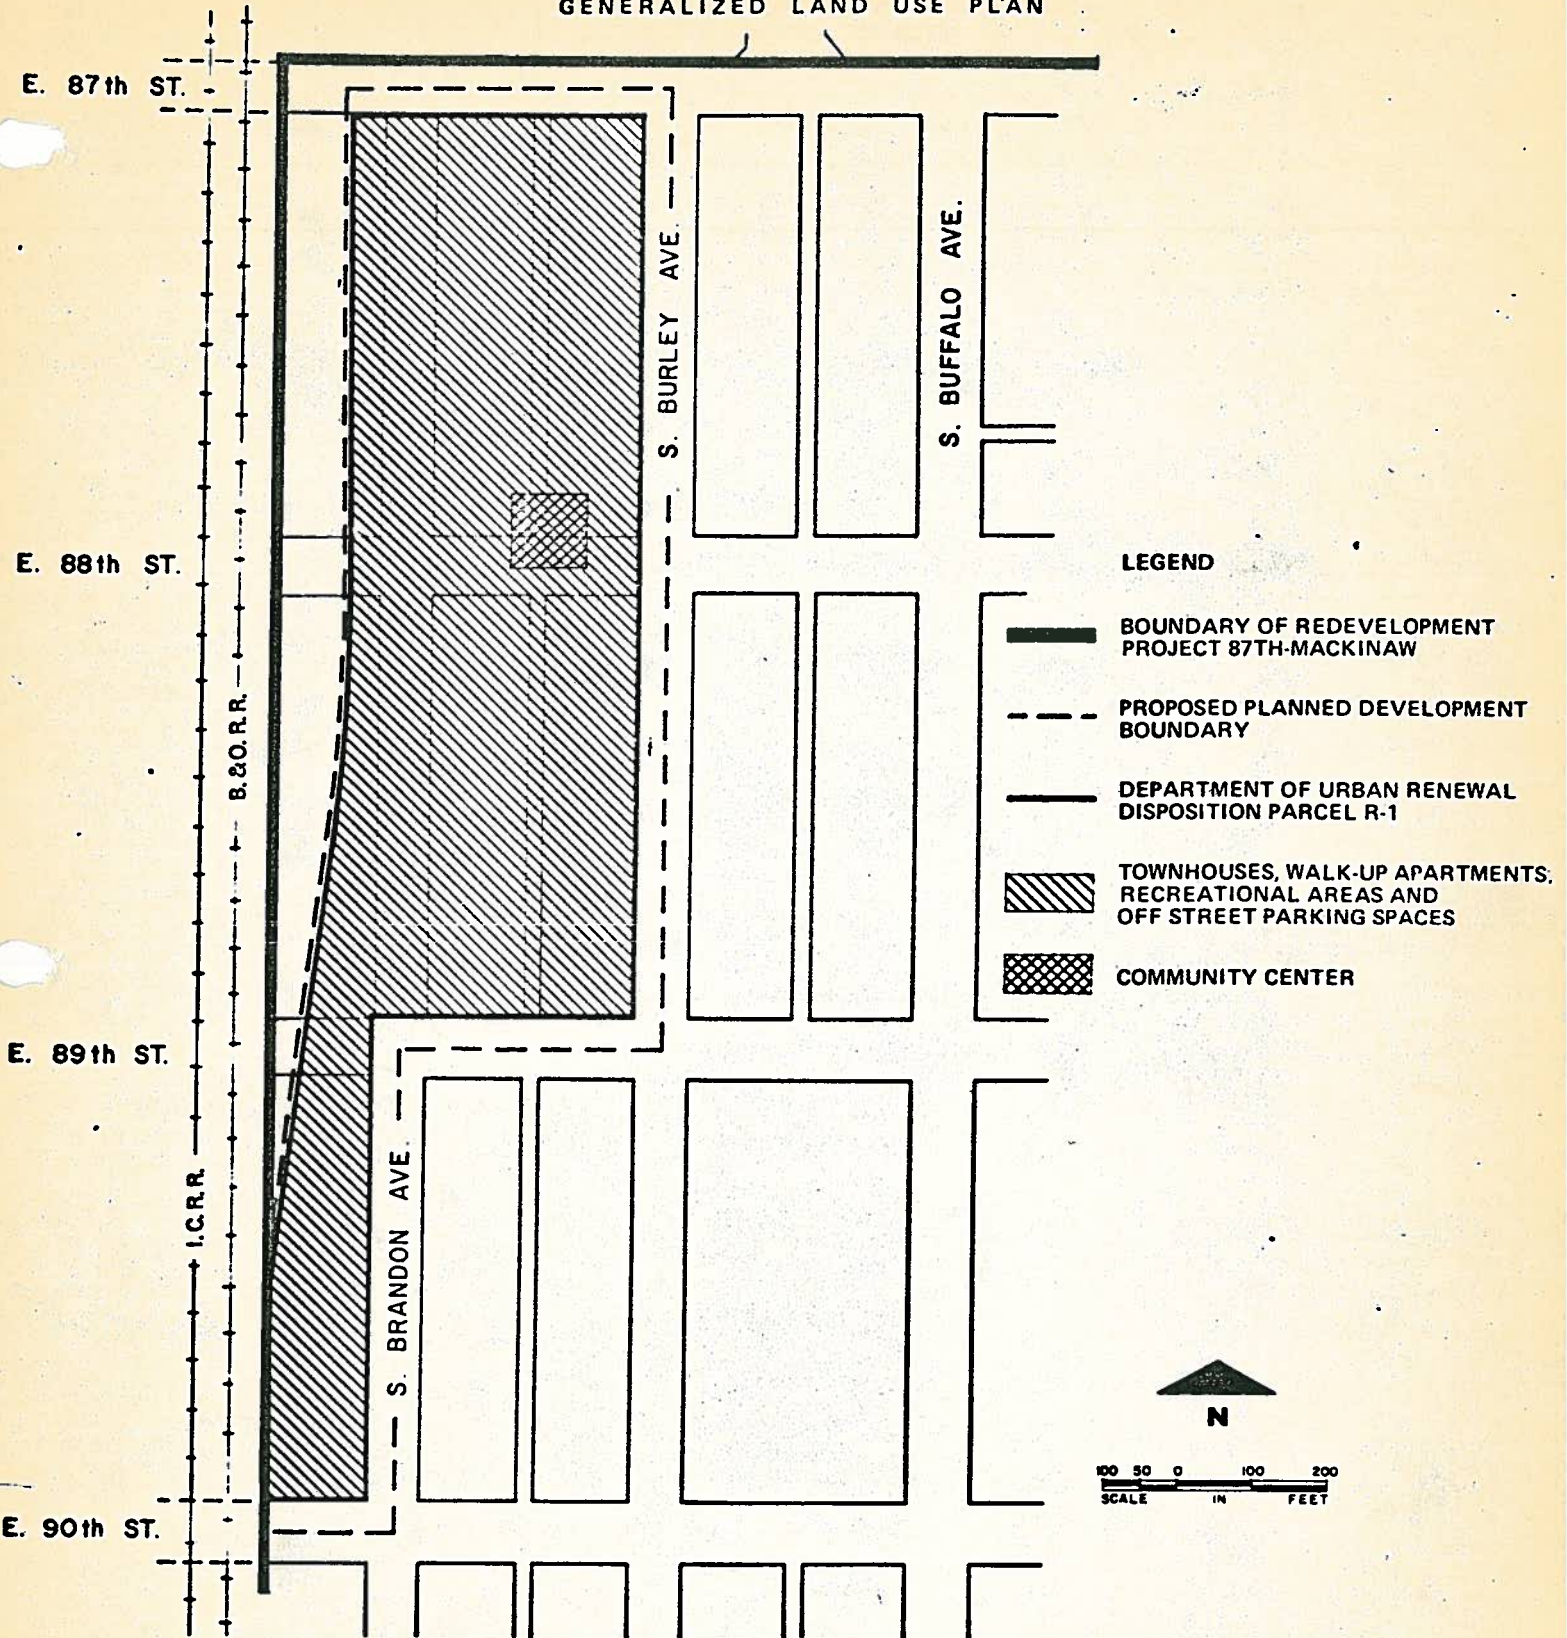 GENERALIZED LAND USE PLAN
E. 87th ST.
S. BURLEY AVE.
S. BUFFALO AVE.
E. 88th ST.
B.&O.R.R.
LEGEND
BOUNDARY OF REDEVELOPMENT
PROJECT 87TH-MACKINAW
PROPOSED PLANNED DEVELOPMENT
BOUNDARY
DEPARTMENT OF URBAN RENEWAL
DISPOSITION PARCEL R-1
TOWNHOUSES, WALK-UP APARTMENTS,
RECREATIONAL AREAS AND
OFF STREET PARKING SPACES
COMMUNITY CENTER
E. 89th ST.
I.C.R.R.
S. BRANDON AVE.
N
100 50 0 100 200
SCALE IN FEET
E. 90th ST.